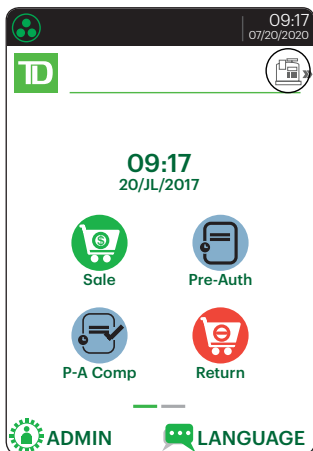 09:17
07/20/2020
TD
09:17
20/JL/2017
Sale
Pre-Auth
P-A Comp
Return
ADMIN
LANGUAGE